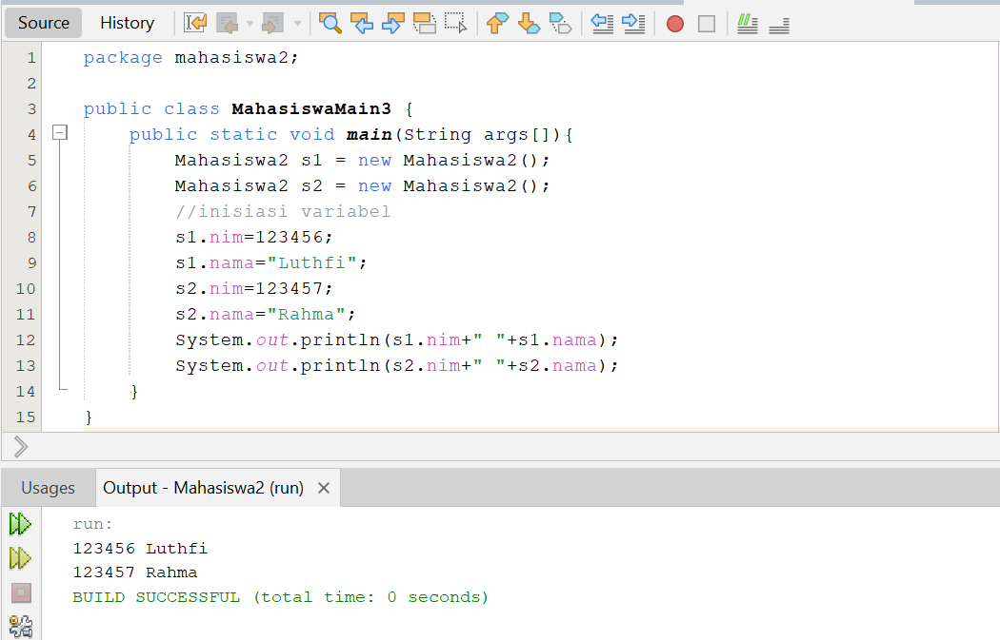 Source History
1 package mahasiswa2;
2
3 public class MahasiswaMain3 {
4 public static void main(String args[]){
5 Mahasiswa2 s1 = new Mahasiswa2();
6 Mahasiswa2 s2 = new Mahasiswa2();
7 //inisiasi variabel
8 s1.nim=123456;
9 s1.nama="Luthfi";
10 s2.nim=123457;
11 s2.nama="Rahma";
12 System.out.println(s1.nim+" "+s1.nama);
13 System.out.println(s2.nim+" "+s2.nama);
14 }
15 }
Usages Output - Mahasiswa2 (run)
run:
123456 Luthfi
123457 Rahma
BUILD SUCCESSFUL (total time: 0 seconds)